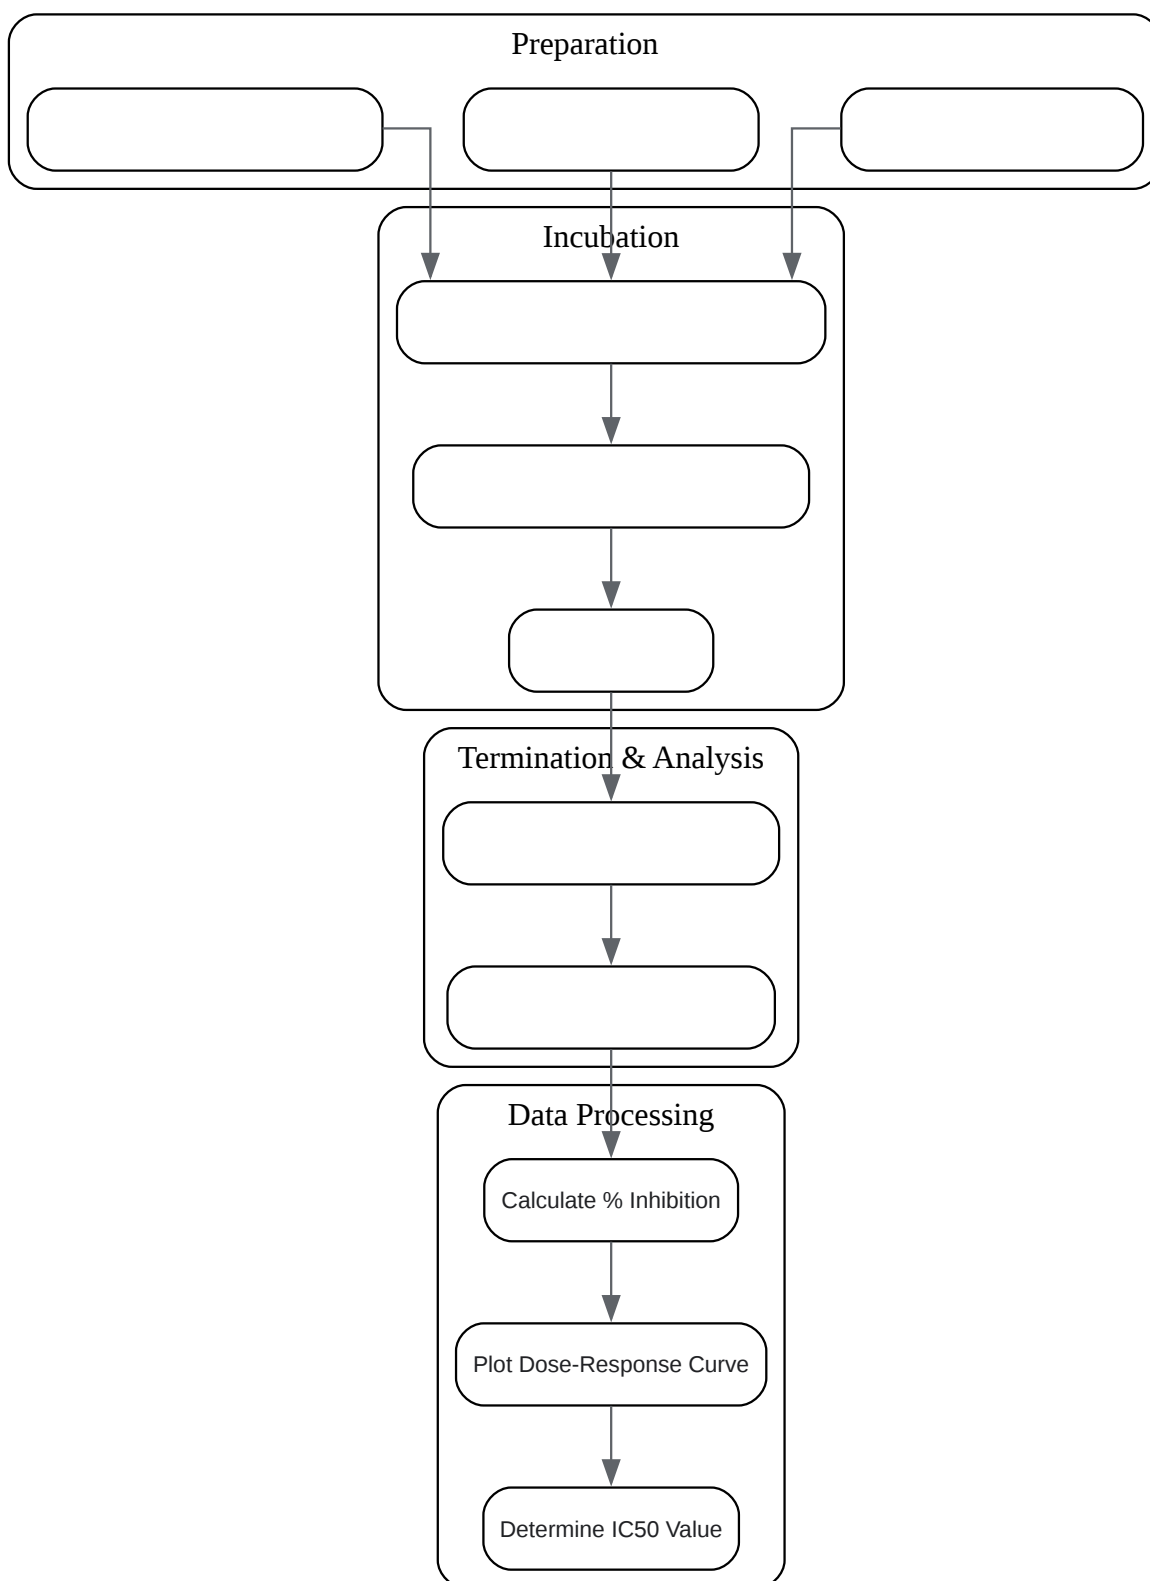 Preparation
Incubation
Termination & Analysis
Data Processing
Calculate % Inhibition
Plot Dose-Response Curve
Determine IC50 Value